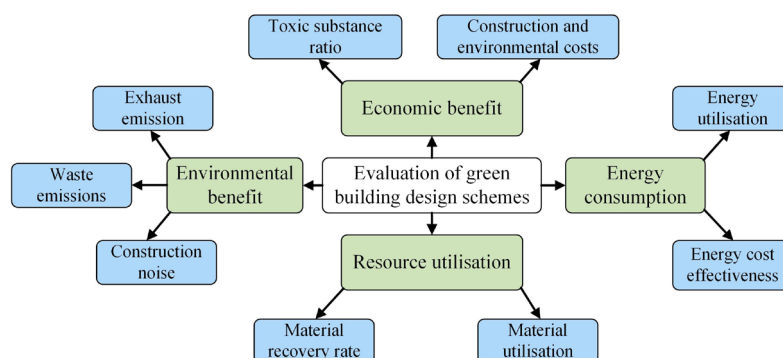 Toxic substance
ratio
Construction and
environmental costs
Exhaust
emission
Economic benefit
Energy
utilisation
Waste
emissions
Environmental
benefit
Evaluation of green
building design schemes
Energy
consumption
Construction
noise
Resource utilisation
Energy cost
effectiveness
Material
recovery rate
Material
utilisation